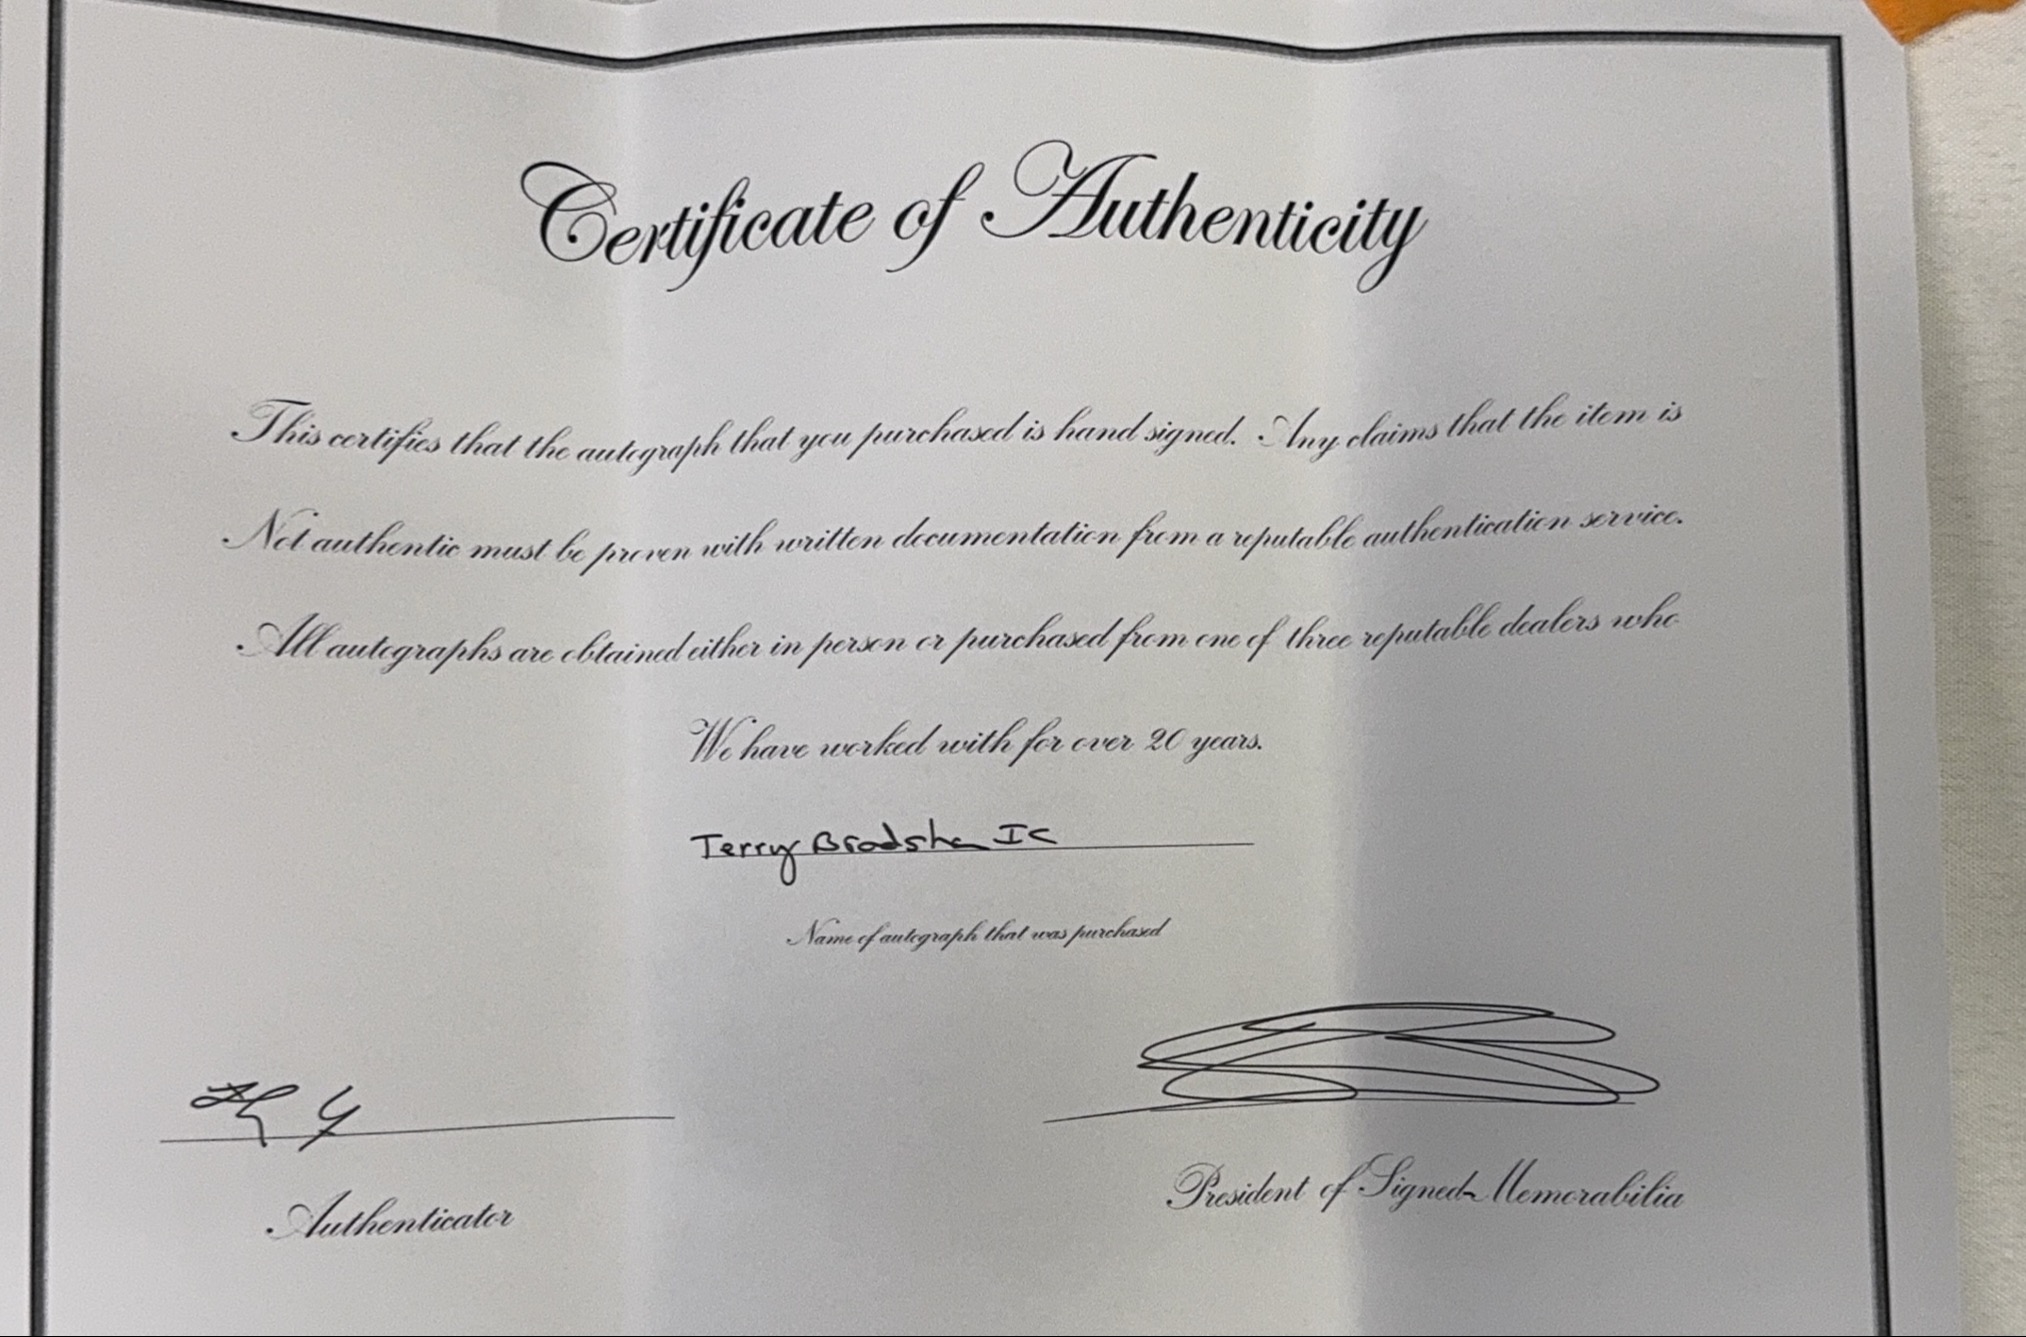 Certificate of Authenticity
This certifies that the autograph that you purchased is hand signed. Any claims that the item is
Not authentic must be proven with written documentation from a reputable authentication service.
All autographs are obtained either in person or purchased from one of three reputable dealers who
We have worked with for over 20 years.
Terry Bradsha
Name of autograph that was purchased
Authenticator
President of Signed Memorabilia